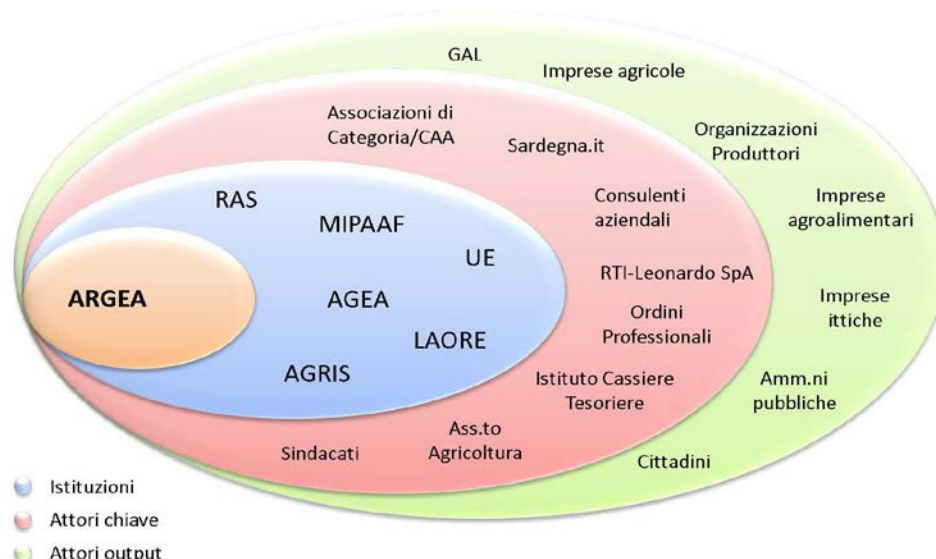 GAL
Imprese agricole
Associazioni di
Categoria/CAA
Sardegna.it
Organizzazioni
Produttori
RAS
MIPAAF
Consulenti
aziendali
Imprese
agroalimentari
UE
ARGEA
AGEA
RTI-Leonardo SpA
LAORE
Ordini
Professionali
Imprese
ittiche
AGRIS
Istituto Cassiere
Tesoriere
Amm.ni
pubbliche
Sindacati
Ass.to
Agricoltura
Cittadini
Istituzioni
Attori chiave
Attori output